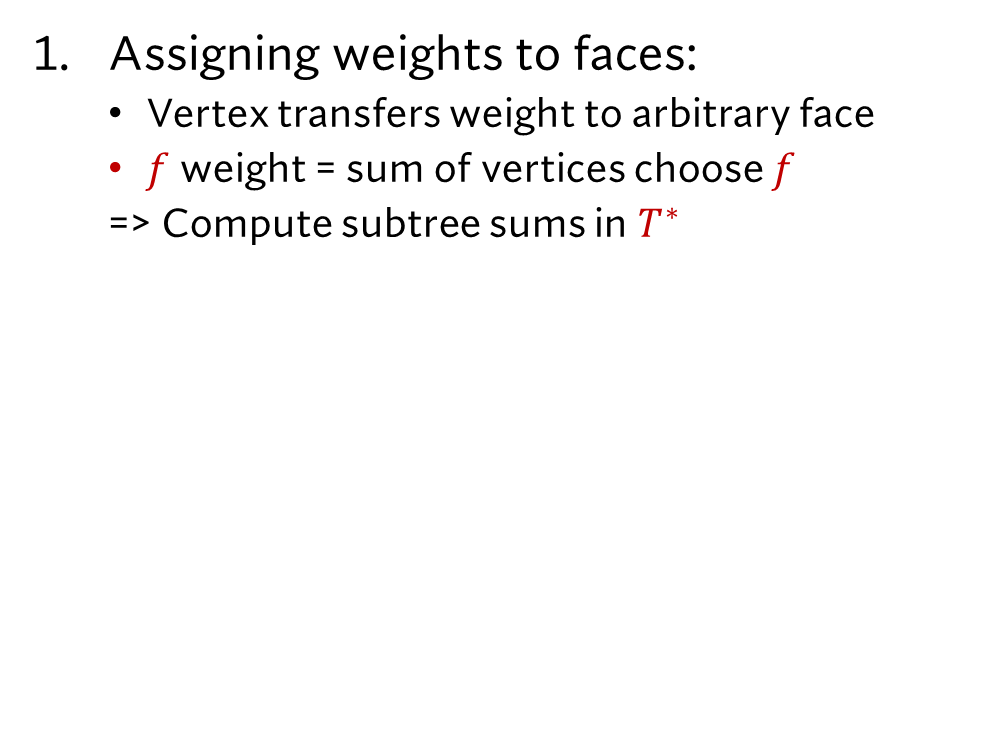 1. Assigning weights to faces:
• Vertex transfers weight to arbitrary face
• f weight = sum of vertices choose f
=> Compute subtree sums in T*